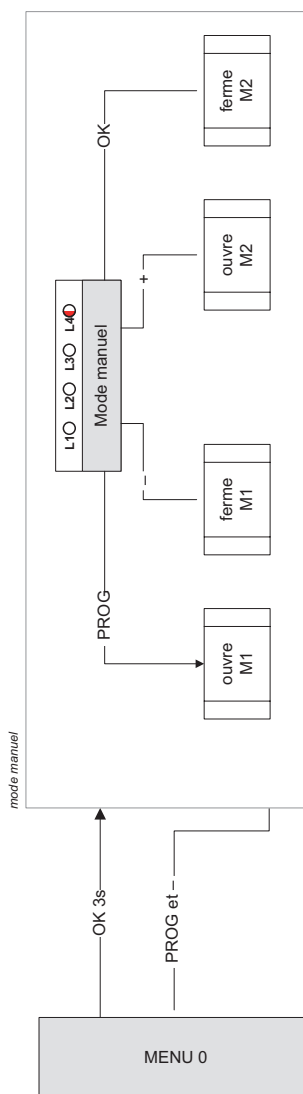 mode manuel
L1 L2 L3 L4
Mode manuel
PROG
–
+
OK
ouvre
M1
ferme
M1
ouvre
M2
ferme
M2
OK 3s
PROG et –
MENU 0